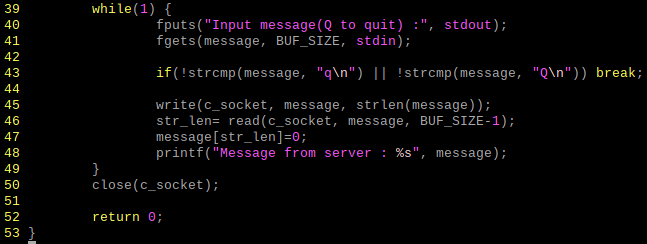 39         while(1) {
40                 fputs("Input message(Q to quit) :", stdout);
41                 fgets(message, BUF_SIZE, stdin);
42
43                 if(!strcmp(message, "q\n") || !strcmp(message, "Q\n")) break;
44
45                 write(c_socket, message, strlen(message));
46                 str_len= read(c_socket, message, BUF_SIZE-1);
47                 message[str_len]=0;
48                 printf("Message from server : %s", message);
49         }
50         close(c_socket);
51
52         return 0;
53 }